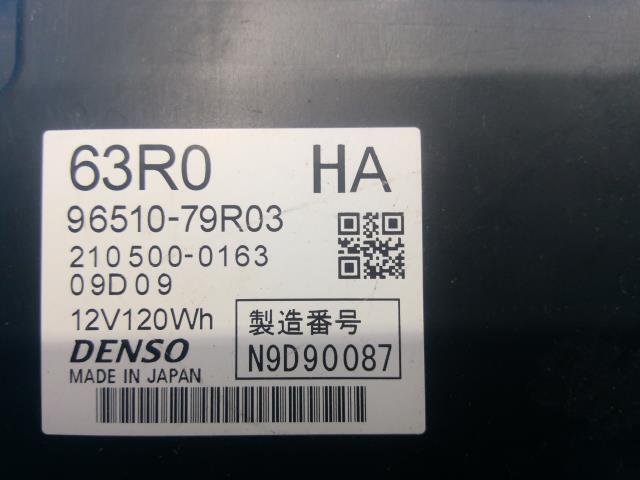 63R0 HA
96510-79R03
210500-0163
09D09
12V120Wh
製造番号
N9D90087
DENSO
MADE IN JAPAN